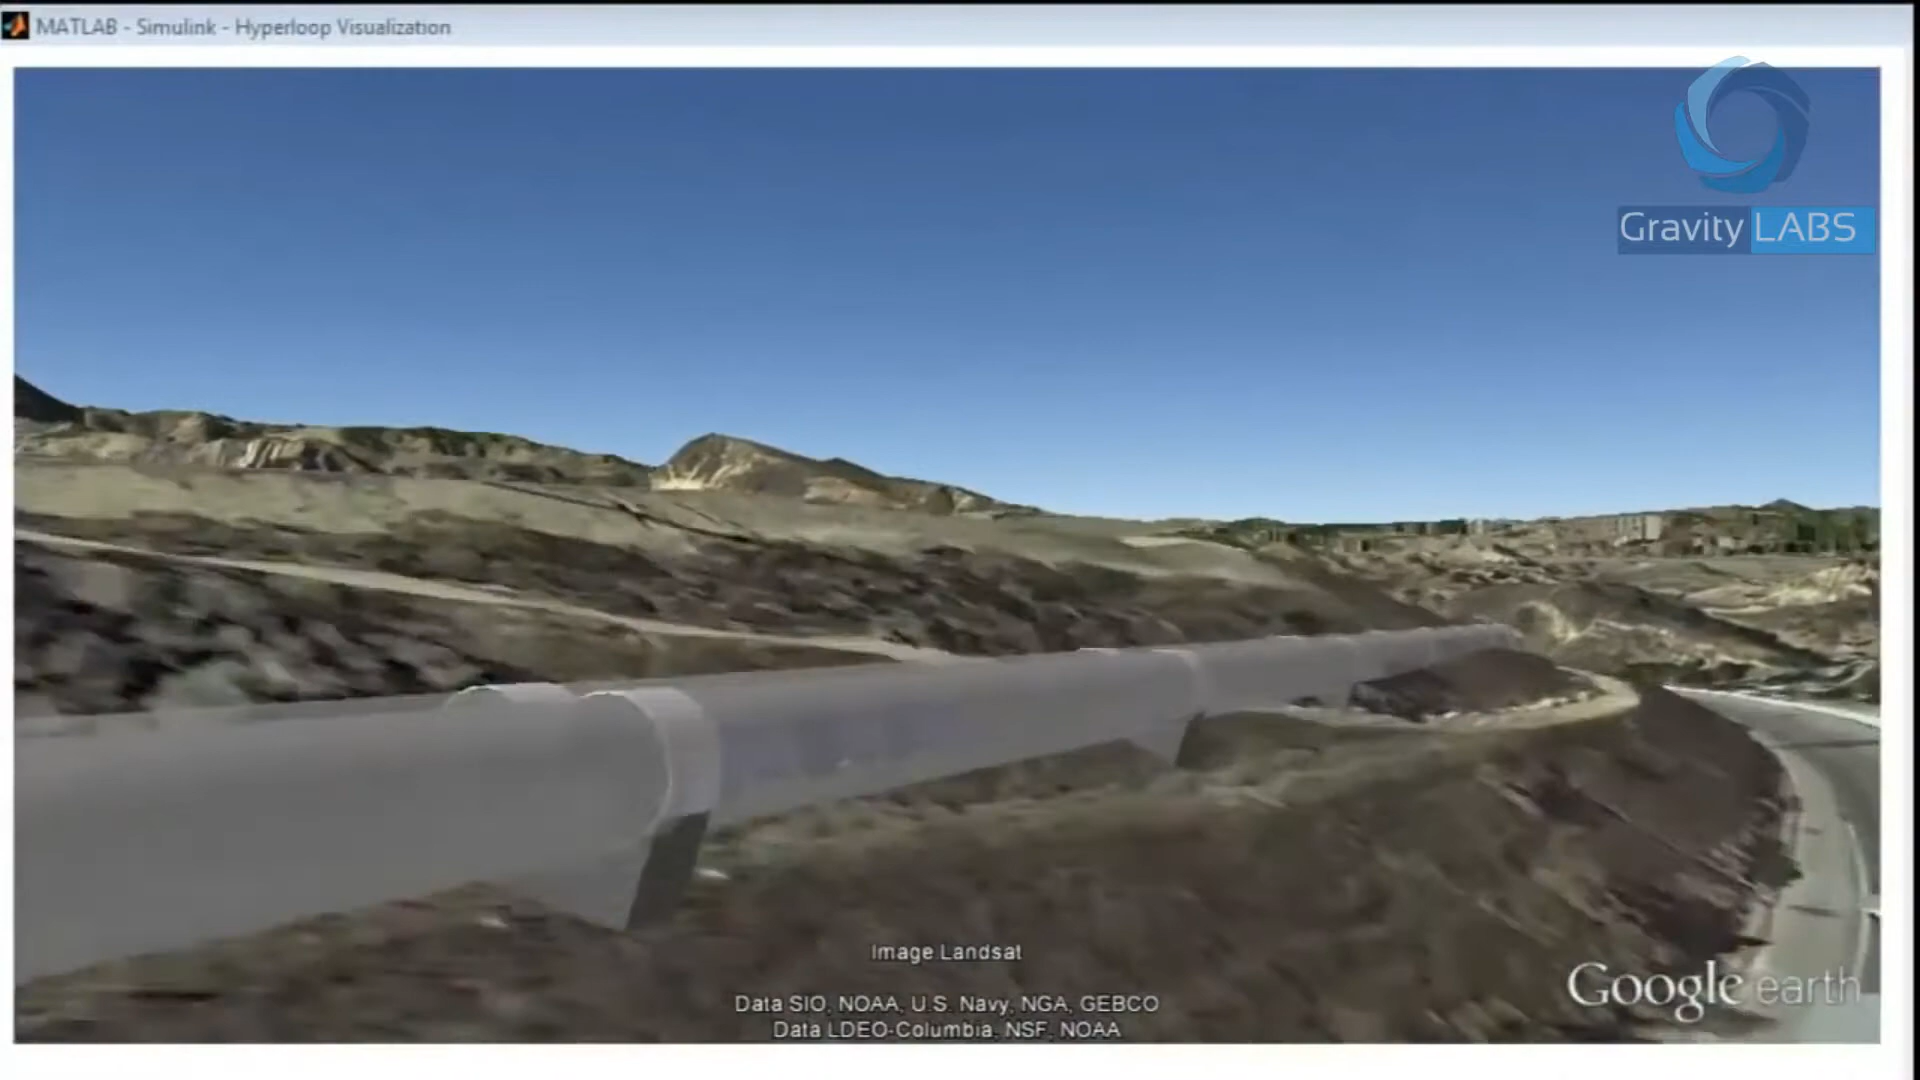 MATLAB - Simulink - Hyperloop Visualization
Gravity LABS
Image Landsat
Google earth
Data SIO, NOAA, U.S. Navy, NGA, GEBCO
Data LDEO-Columbia, NSF, NOAA